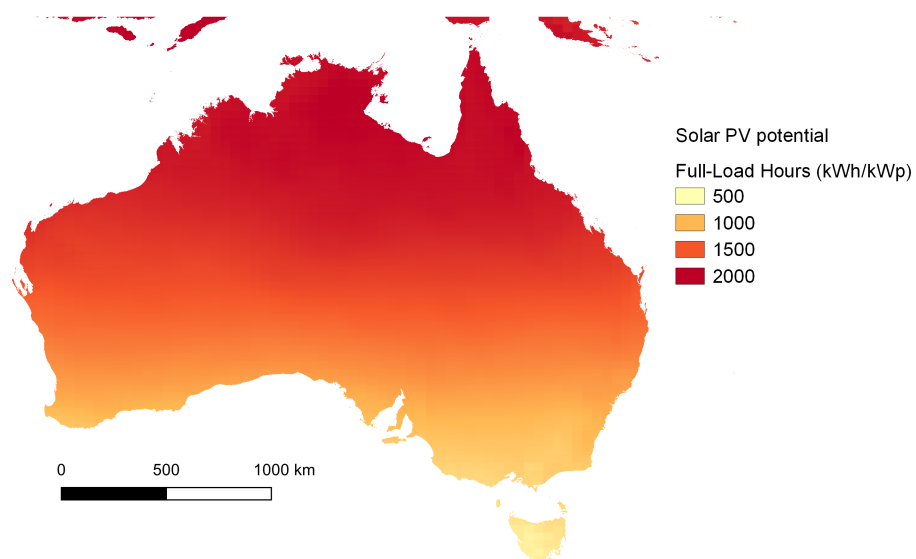 Solar PV potential
Full-Load Hours (kWh/kWp)
500
1000
1500
2000
0 500 1000 km